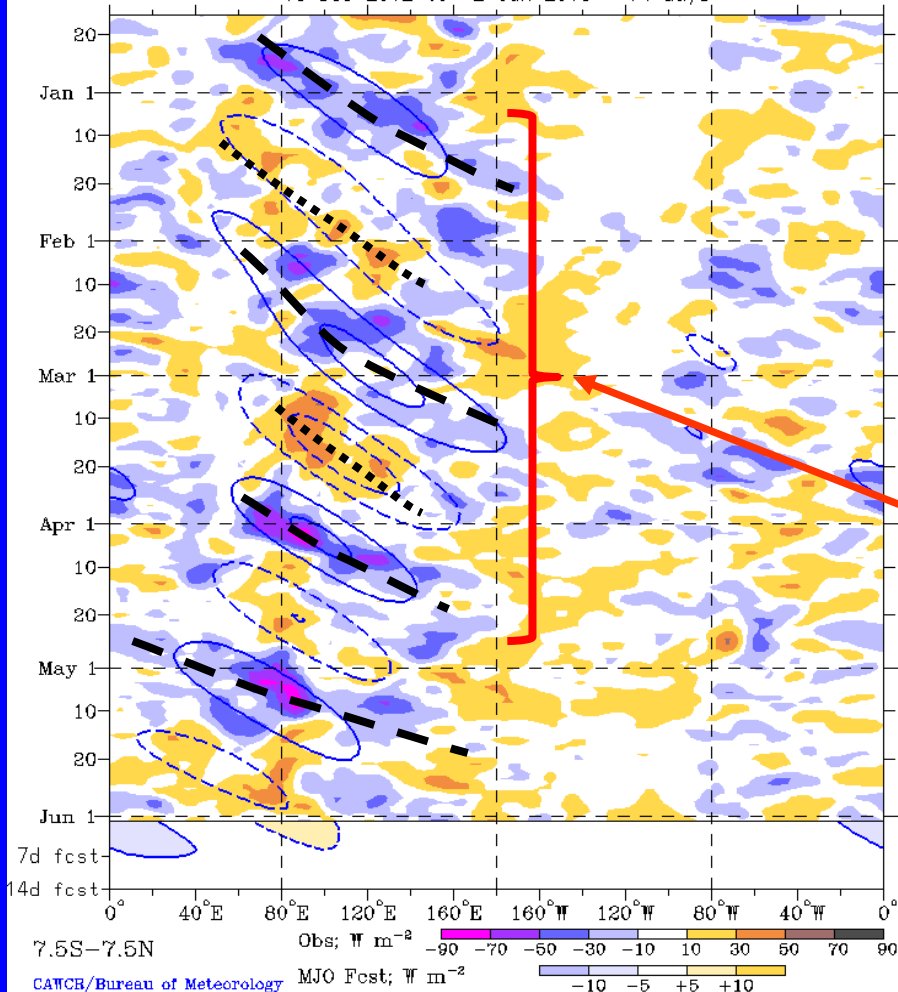 20
Jan 1
10
20
Feb 1
10
20
Mar 1
10
20
Apr 1
10
20
May 1
10
20
Jun 1
7d fcst
14d fcst
0° 40°E 80°E 120°E 160°E 160°W 120°W 80°W 40°W 0°
7.5S-7.5N
Obs; W m-2
-90 -70 -50 -30 -10 10 30 50 70 90
CAWCR/Bureau of Meteorology
MJO Fcst; W m-2
-10 -5 +5 +10